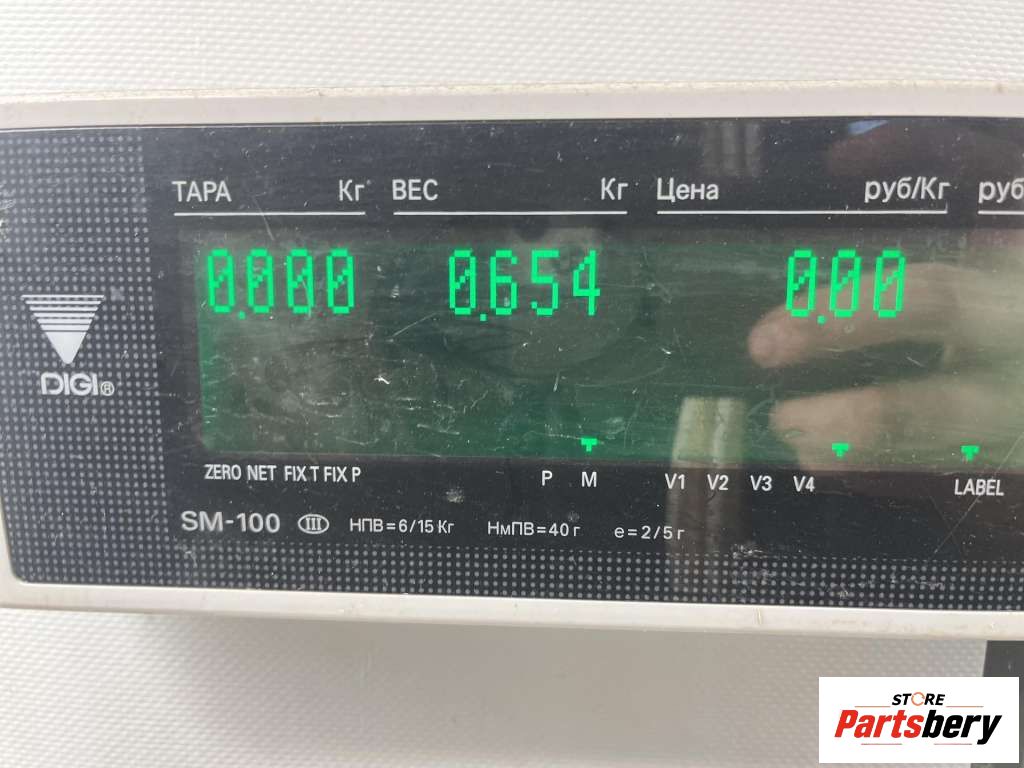 ТАРА Кг ВЕС Кг Цена руб/Кг руб
0.000 0.654 0.00
DIGI®
ZERO NET FIX T FIX P P M V1 V2 V3 V4 LABEL
SM-100 III НПВ=6/15 Кг НмПВ=40 г e=2/5 г
STORE
Partsbery